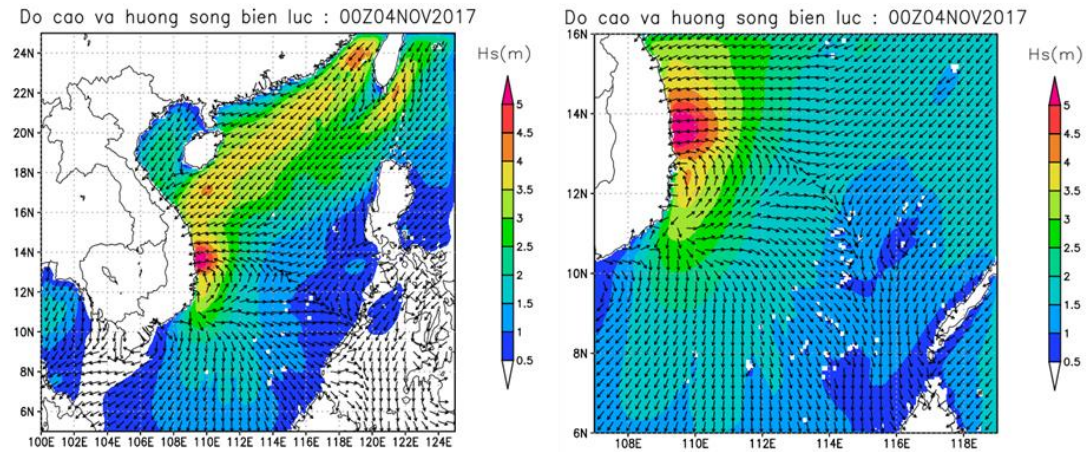 Do cao va huong song bien luc : 00Z04NOV2017
Hs(m)
24N
22N
20N
18N
16N
14N
12N
10N
8N
6N
5
4.5
4
3.5
3
2.5
2
1.5
1
0.5
100E 102E 104E 106E 108E 110E 112E 114E 116E 118E 120E 122E 124E
Do cao va huong song bien luc : 00Z04NOV2017
Hs(m)
16N
14N
12N
10N
8N
6N
5
4.5
4
3.5
3
2.5
2
1.5
1
0.5
108E 110E 112E 114E 116E 118E